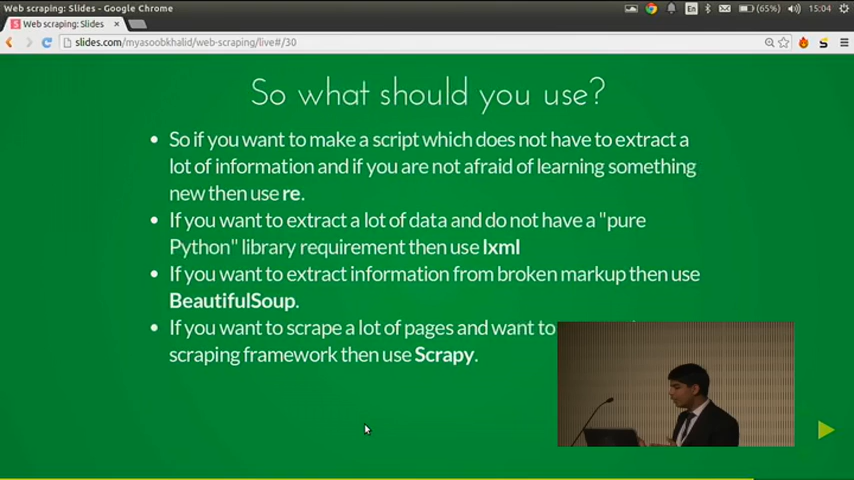 Web scraping: Slides - Google Chrome
En
(65%)
15:04
Web scraping: Slides
slides.com/myasoobkhalid/web-scraping/live#/30
So what should you use?
So if you want to make a script which does not have to extract a
lot of information and if you are not afraid of learning something
new then use re.
If you want to extract a lot of data and do not have a "pure
Python" library requirement then use lxml
If you want to extract information from broken markup then use
BeautifulSoup.
If you want to scrape a lot of pages and want to
scraping framework then use Scrapy.